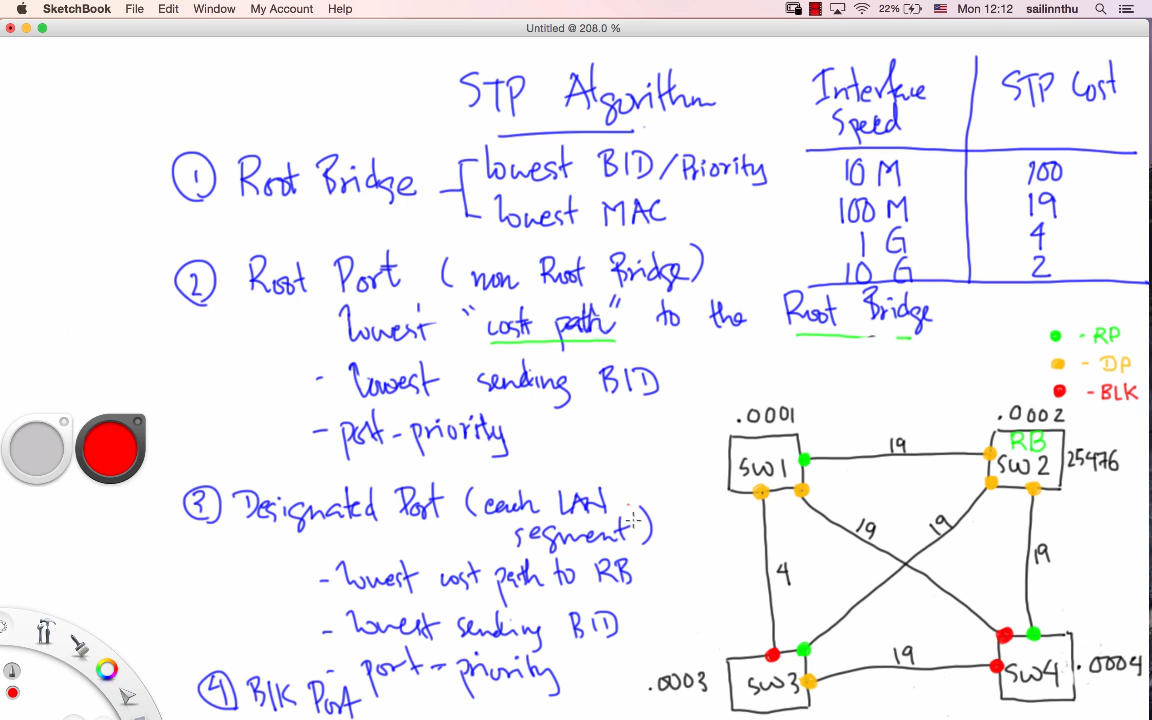 SketchBook File Edit Window My Account Help 22% Mon 12:12 sailinnthu
Untitled @ 208.0 %
STP Algorithm
① Root Bridge lowest BID/Priority
lowest MAC
② Root Port (non Root Bridge)
lowest "cost path" to the Root Bridge
- lowest sending BID
- port-priority
③ Designated Port (each LAN
segment)
- lowest cost path to RB
- lowest sending BID
- port-priority
④ BLK Port
Interface Speed STP Cost
10 M 100
100 M 19
1 G 4
10 G 2
- RP
- DP
- BLK
.0001 .0002
SW1 19 RB
SW2 25476
19 19 19
4
19
.0003 SW3 SW4 .0004